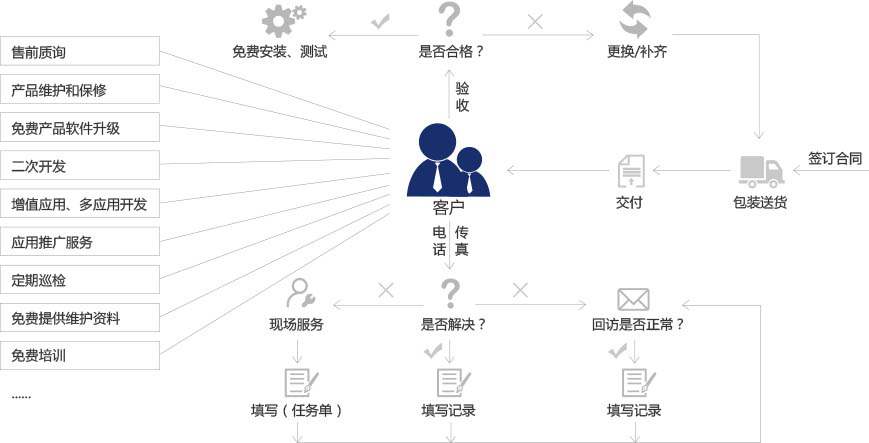 免费安装、测试
是否合格？
更换/补齐
售前质询
产品维护和保修
免费产品软件升级
二次开发
增值应用、多应用开发
应用推广服务
定期巡检
免费提供维护资料
免费培训
......
验收
签订合同
包装送货
交付
客户
电话
传真
现场服务
是否解决？
回访是否正常？
填写（任务单）
填写记录
填写记录